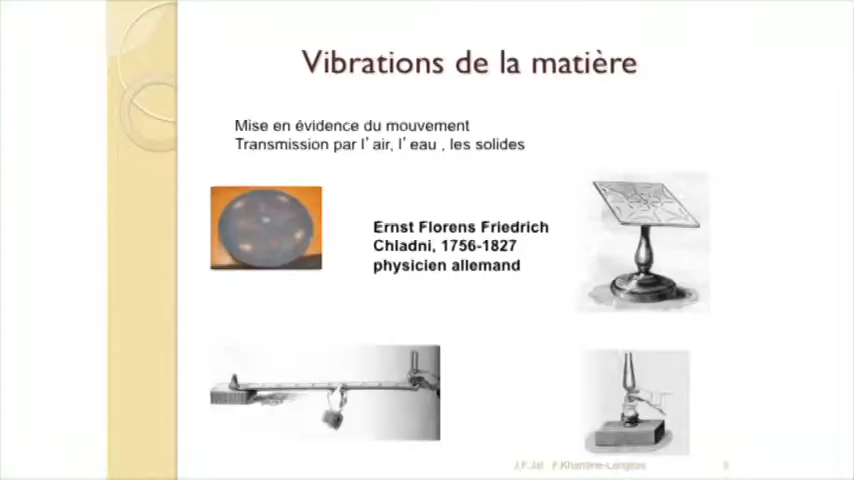 Vibrations de la matière
Mise en évidence du mouvement
Transmission par l’air, l’eau , les solides
Ernst Florens Friedrich
Chladni, 1756-1827
physicien allemand
J.F.Jal F.Khantine-Langlois